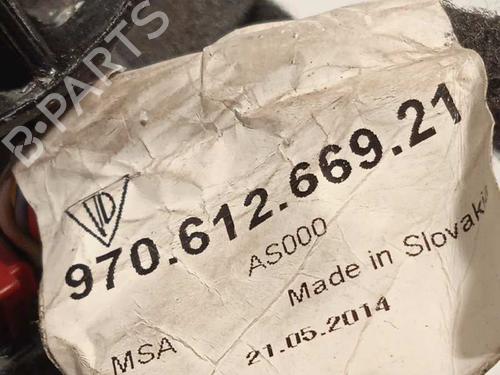 B-PARTS
970.612.669.21
AS000
Made in Slovakia
MSA
21.05.2014